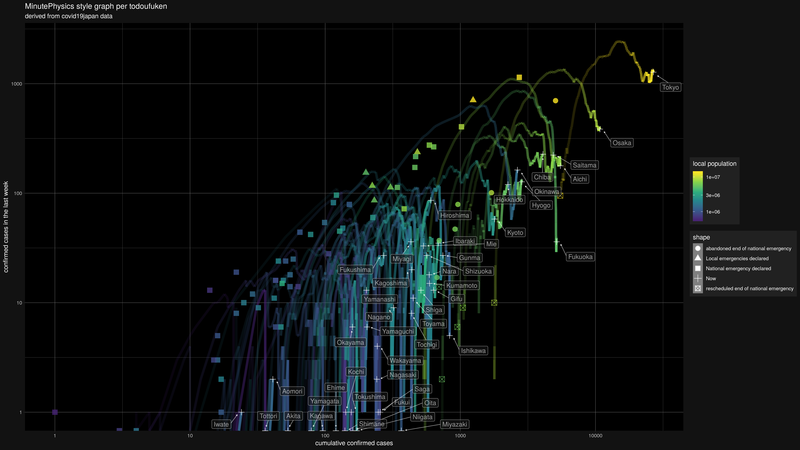 MinutePhysics style graph per todoufuken
derived from covid19japan data
confirmed cases in the last week
1000
100
10
1
Tokyo
Osaka
Saitama
Chiba
Aichi
Okinawa
Hokkaido
Hyogo
Hiroshima
Kyoto
Ibaraki
Mie
Fukuoka
Miyagi
Gunma
Fukushima
Nara
Shizuoka
Kagoshima
Kumamoto
Yamanashi
Gifu
Shiga
Nagano
Toyama
Yamaguchi
Okayama
Tochigi
Ishikawa
Wakayama
Kochi
Nagasaki
Aomori
Ehime
Saga
Tokushima
Yamagata
Fukui
Oita
Iwate
Tottori
Akita
Kagawa
Shimane
Niigata
Miyazaki
1
10
100
1000
10000
cumulative confirmed cases
local population
1e+07
3e+06
1e+06
shape
abandoned end of national emergency
Local emergencies declared
National emergency declared
Now
rescheduled end of national emergency